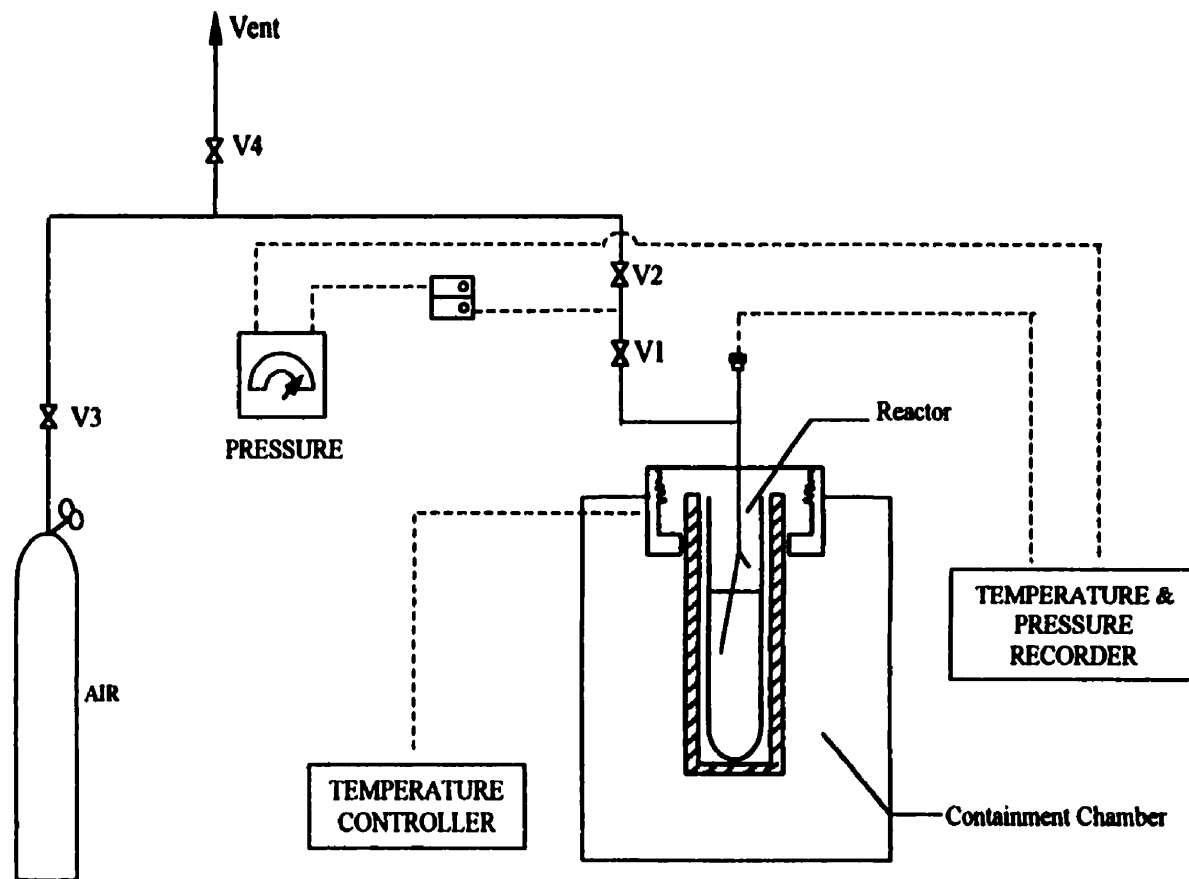 Vent
V4
V2
V1
V3
PRESSURE
Reactor
TEMPERATURE &
PRESSURE
RECORDER
AIR
TEMPERATURE
CONTROLLER
Containment Chamber